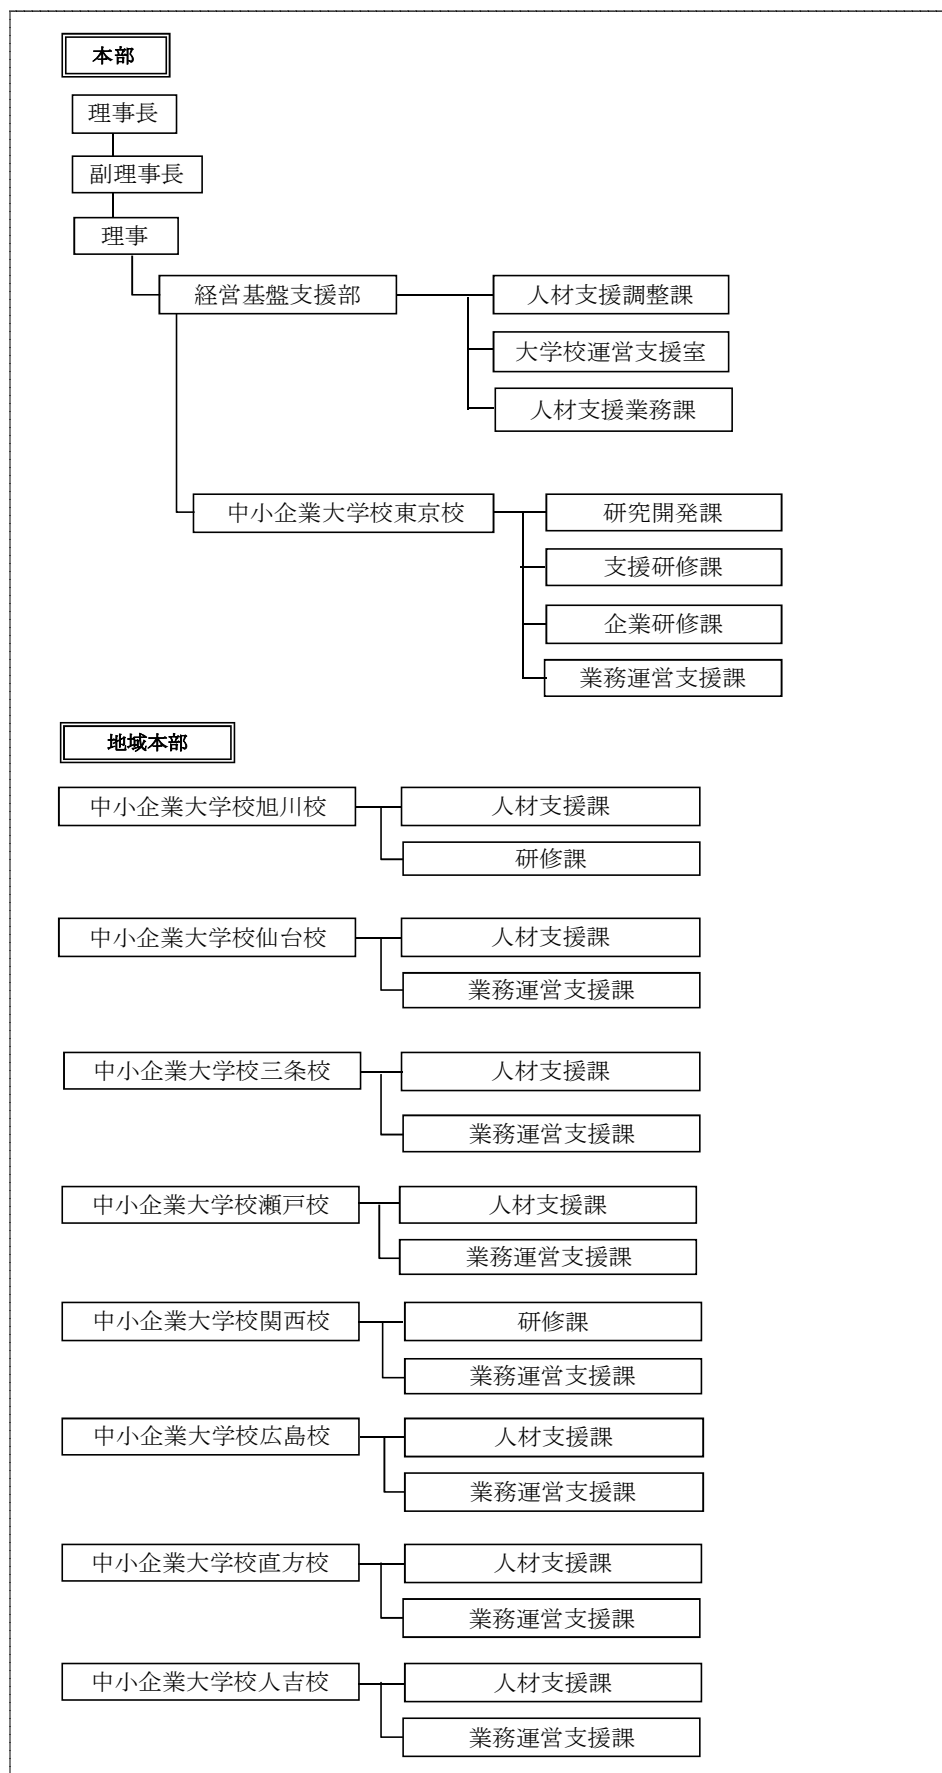 本部
理事長
副理事長
理事
経営基盤支援部
人材支援調整課
大学校運営支援室
人材支援業務課
中小企業大学校東京校
研究開発課
支援研修課
企業研修課
業務運営支援課
地域本部
中小企業大学校旭川校
人材支援課
研修課
中小企業大学校仙台校
人材支援課
業務運営支援課
中小企業大学校三条校
人材支援課
業務運営支援課
中小企業大学校瀬戸校
人材支援課
業務運営支援課
中小企業大学校関西校
研修課
業務運営支援課
中小企業大学校広島校
人材支援課
業務運営支援課
中小企業大学校直方校
人材支援課
業務運営支援課
中小企業大学校人吉校
人材支援課
業務運営支援課